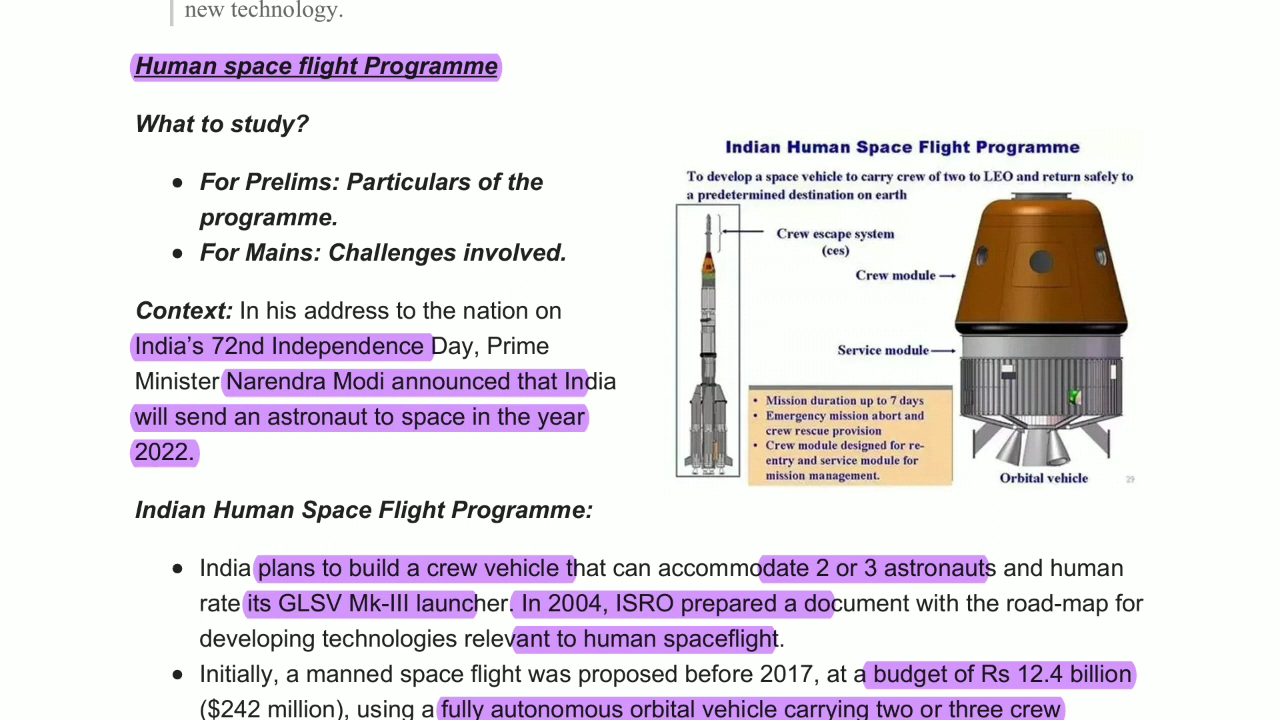 new technology.
Human space flight Programme
What to study?
● For Prelims: Particulars of the
programme.
● For Mains: Challenges involved.
Context: In his address to the nation on
India’s 72nd Independence Day, Prime
Minister Narendra Modi announced that India
will send an astronaut to space in the year
2022.
Indian Human Space Flight Programme
To develop a space vehicle to carry crew of two to LEO and return safely to
a predetermined destination on earth
Crew escape system
(ces)
Crew module
Service module
• Mission duration up to 7 days
• Emergency mission abort and
crew rescue provision
• Crew module designed for re-
entry and service module for
mission management.
Orbital vehicle
29
Indian Human Space Flight Programme:
● India plans to build a crew vehicle that can accommodate 2 or 3 astronauts and human
rate its GLSV Mk-III launcher. In 2004, ISRO prepared a document with the road-map for
developing technologies relevant to human spaceflight.
● Initially, a manned space flight was proposed before 2017, at a budget of Rs 12.4 billion
($242 million), using a fully autonomous orbital vehicle carrying two or three crew